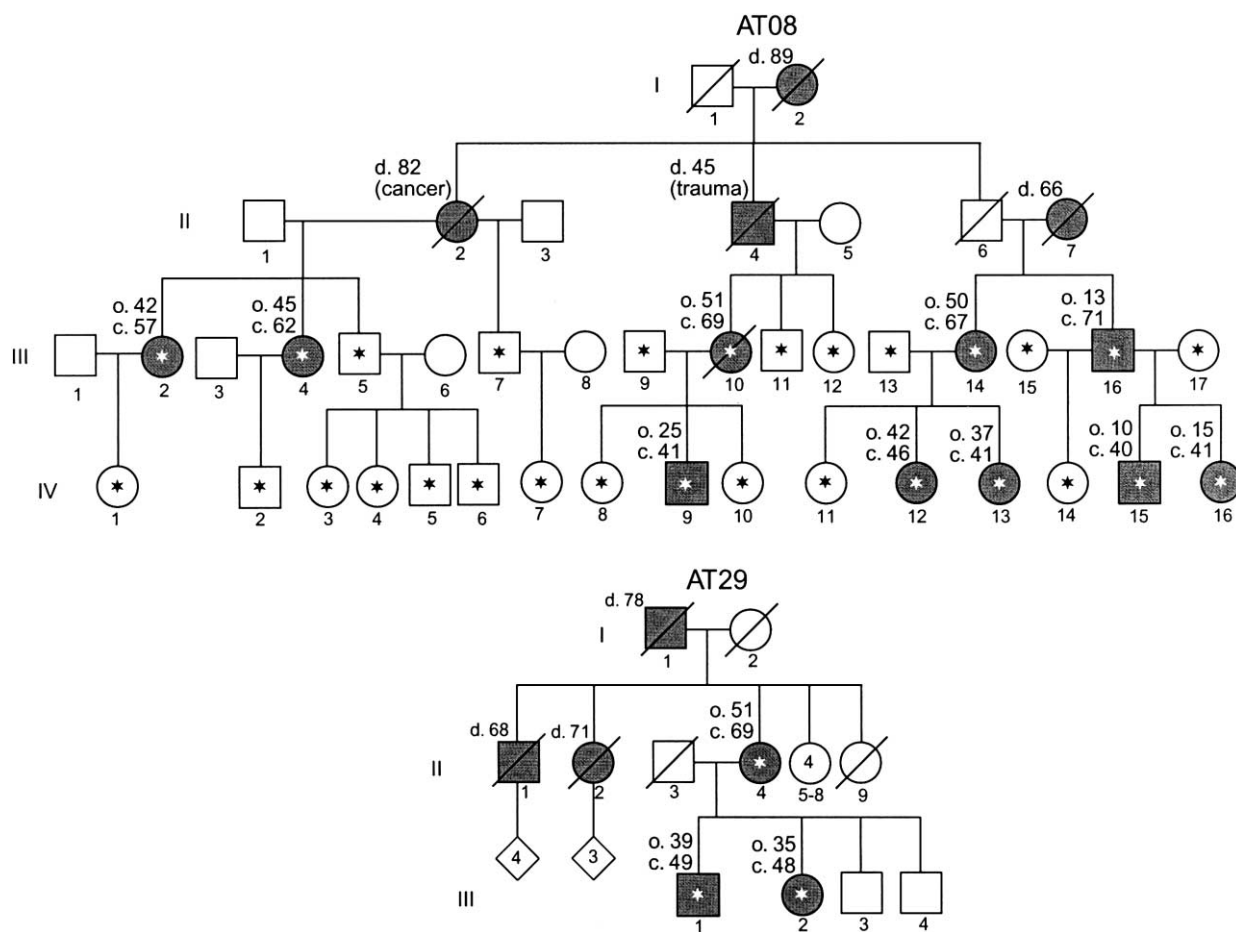 AT08
d. 89
I
1 2
d. 82 d. 45 d. 66
(cancer) (trauma)
II
1 2 3 4 5 6 7
o. 42 o. 45 o. 51 o. 50 o. 13
c. 57 c. 62 c. 69 c. 67 c. 71
III
1 2 3 4 5 6 7 8 9 10 11 12 13 14 15 16 17
o. 25 o. 42 o. 37 o. 10 o. 15
c. 41 c. 46 c. 41 c. 40 c. 41
IV
1 2 3 4 5 6 7 8 9 10 11 12 13 14 15 16
AT29
d. 78
I
1 2
o. 51
d. 68 d. 71 c. 69
II 4
1 2 3 4 5-8 9
o. 39 o. 35
4 3 c. 49 c. 48
III
1 2 3 4